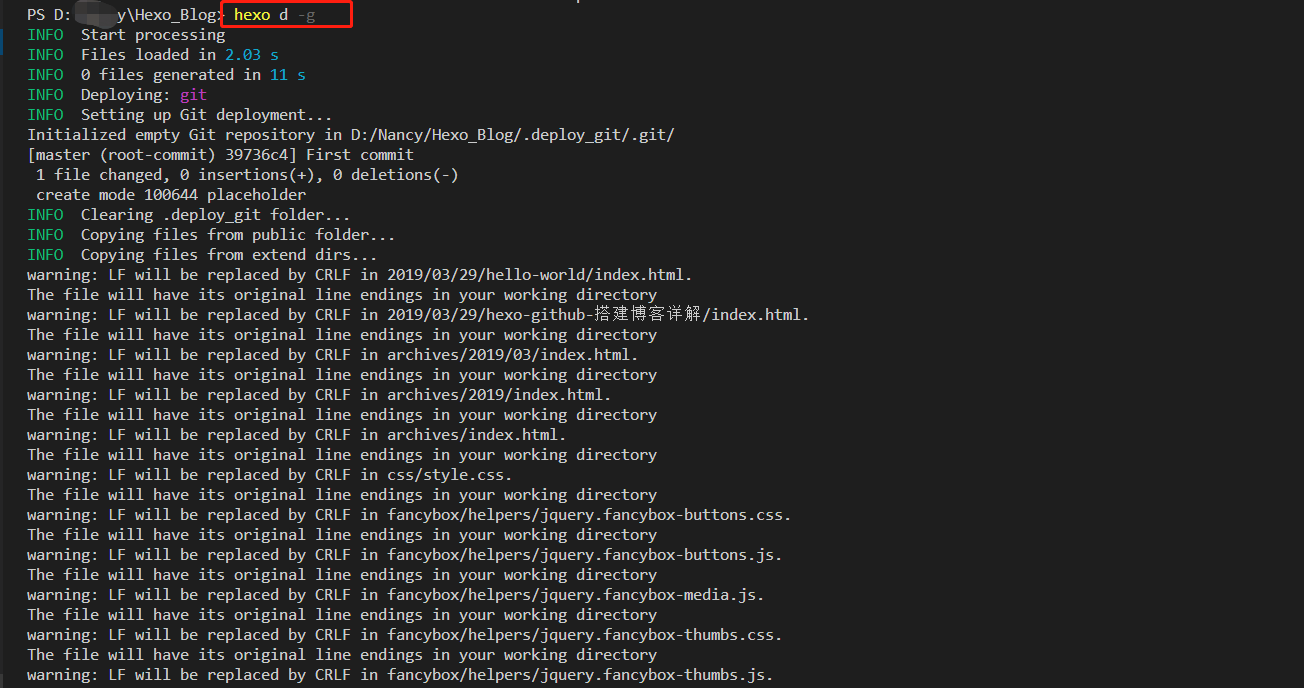 PS D: y\Hexo_Blog> hexo d -g
INFO  Start processing
INFO  Files loaded in 2.03 s
INFO  0 files generated in 11 s
INFO  Deploying: git
INFO  Setting up Git deployment...
Initialized empty Git repository in D:/Nancy/Hexo_Blog/.deploy_git/.git/
[master (root-commit) 39736c4] First commit
 1 file changed, 0 insertions(+), 0 deletions(-)
 create mode 100644 placeholder
INFO  Clearing .deploy_git folder...
INFO  Copying files from public folder...
INFO  Copying files from extend dirs...
warning: LF will be replaced by CRLF in 2019/03/29/hello-world/index.html.
The file will have its original line endings in your working directory
warning: LF will be replaced by CRLF in 2019/03/29/hexo-github-搭建博客详解/index.html.
The file will have its original line endings in your working directory
warning: LF will be replaced by CRLF in archives/2019/03/index.html.
The file will have its original line endings in your working directory
warning: LF will be replaced by CRLF in archives/2019/index.html.
The file will have its original line endings in your working directory
warning: LF will be replaced by CRLF in archives/index.html.
The file will have its original line endings in your working directory
warning: LF will be replaced by CRLF in css/style.css.
The file will have its original line endings in your working directory
warning: LF will be replaced by CRLF in fancybox/helpers/jquery.fancybox-buttons.css.
The file will have its original line endings in your working directory
warning: LF will be replaced by CRLF in fancybox/helpers/jquery.fancybox-buttons.js.
The file will have its original line endings in your working directory
warning: LF will be replaced by CRLF in fancybox/helpers/jquery.fancybox-media.js.
The file will have its original line endings in your working directory
warning: LF will be replaced by CRLF in fancybox/helpers/jquery.fancybox-thumbs.css.
The file will have its original line endings in your working directory
warning: LF will be replaced by CRLF in fancybox/helpers/jquery.fancybox-thumbs.js.